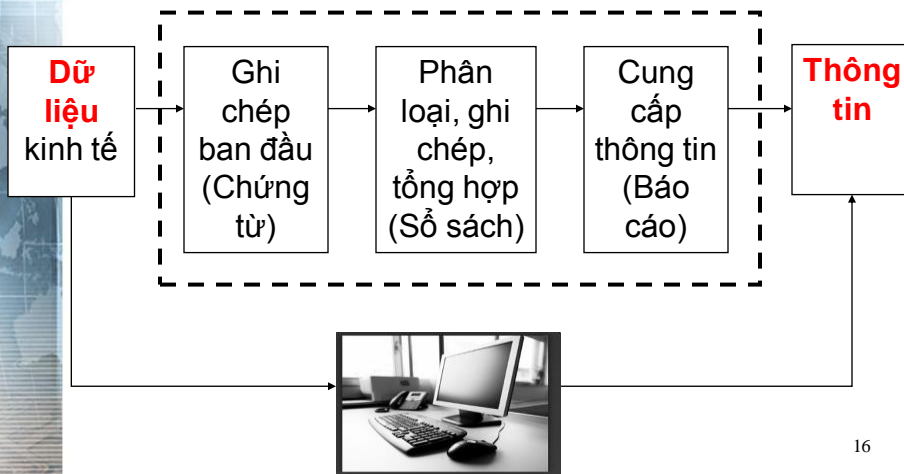 Dữ
liệu
kinh tế
Ghi
chép
ban đầu
(Chứng
từ)
Phân
loại, ghi
chép,
tổng hợp
(Sổ sách)
Cung
cấp
thông tin
(Báo
cáo)
Thông
tin
16